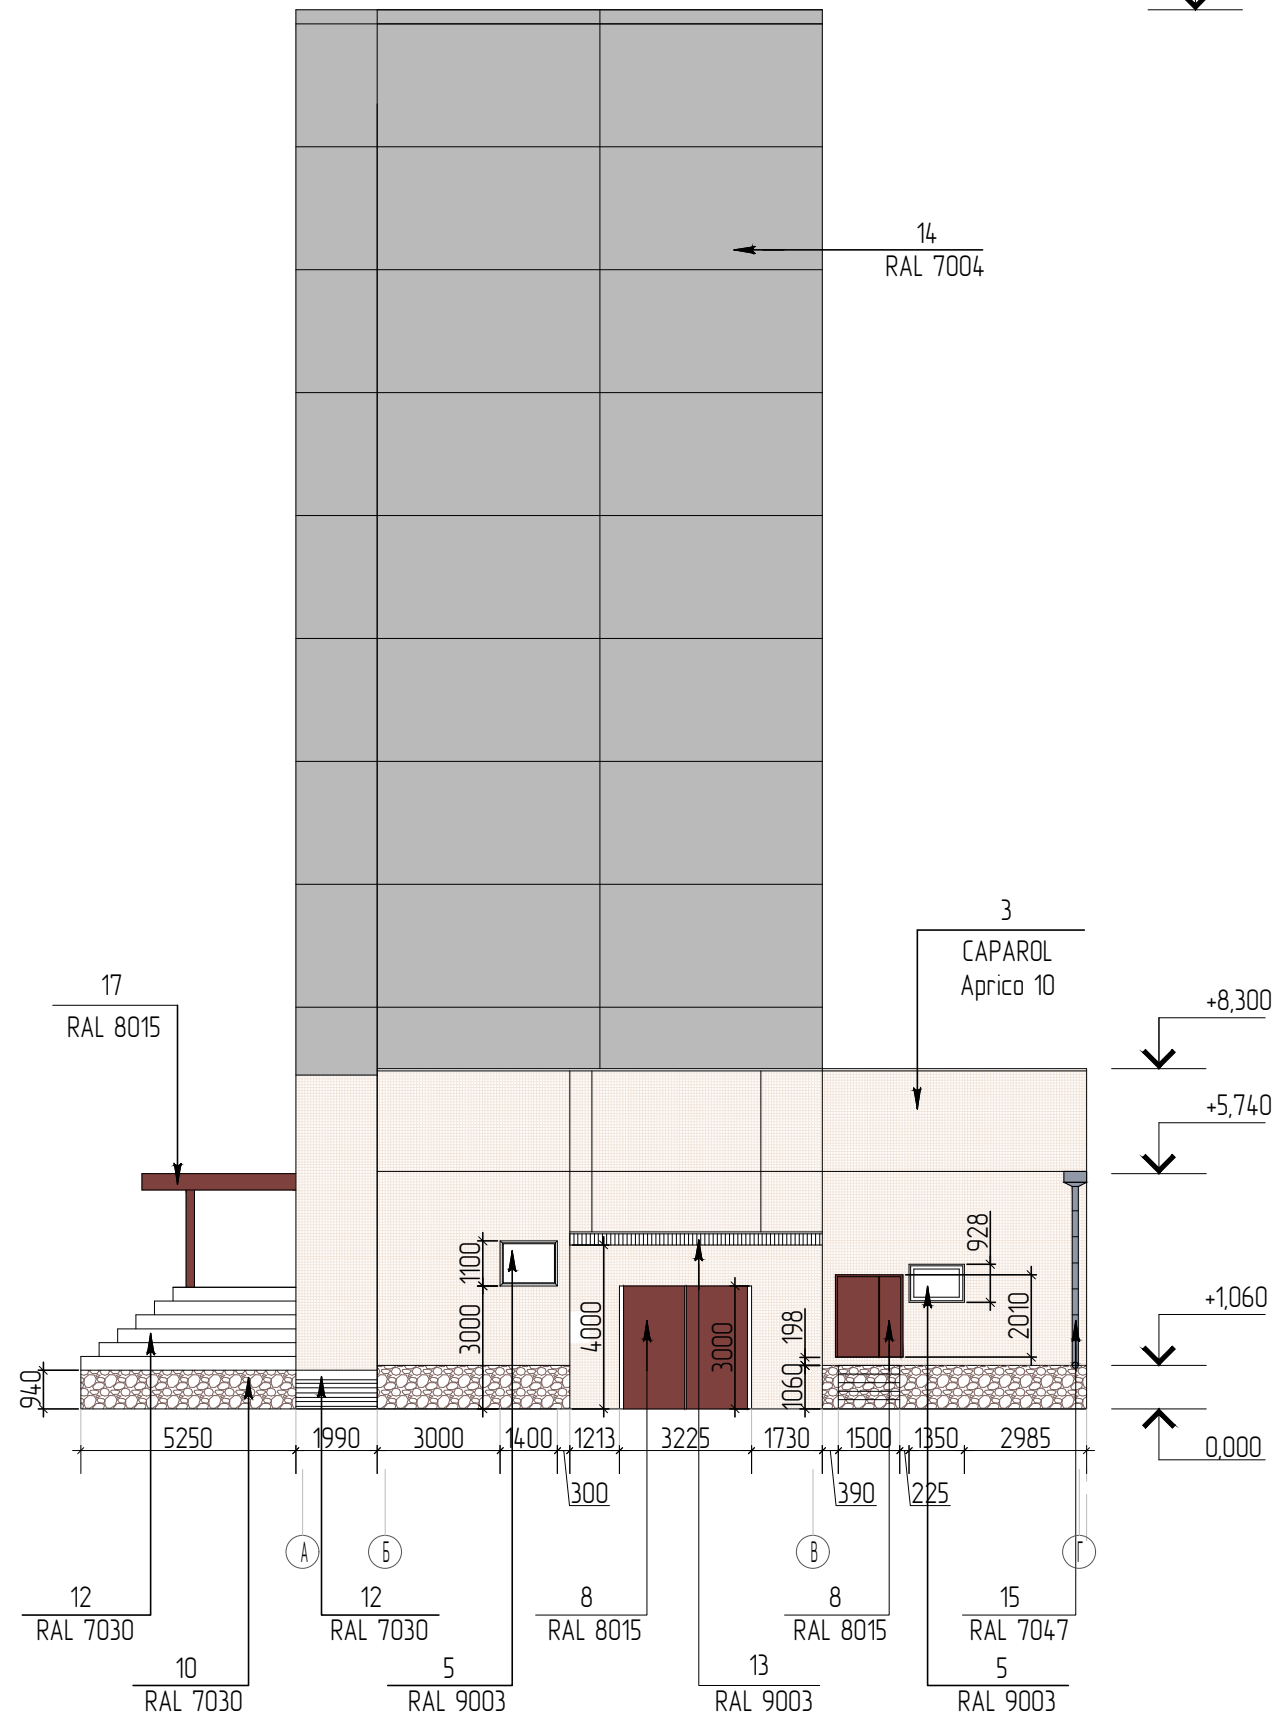 14
RAL 7004
3
CAPAROL
Aprico 10
17
RAL 8015
+8,300
+5,740
+1,060
0,000
1100
3000
4000
3000
198
1060
928
2010
940
5250
1990
3000
1400
1213
3225
1730
1500
1350
2985
300
390
225
А
Б
В
Г
12
RAL 7030
12
RAL 7030
8
RAL 8015
8
RAL 8015
15
RAL 7047
10
RAL 7030
5
RAL 9003
13
RAL 9003
5
RAL 9003